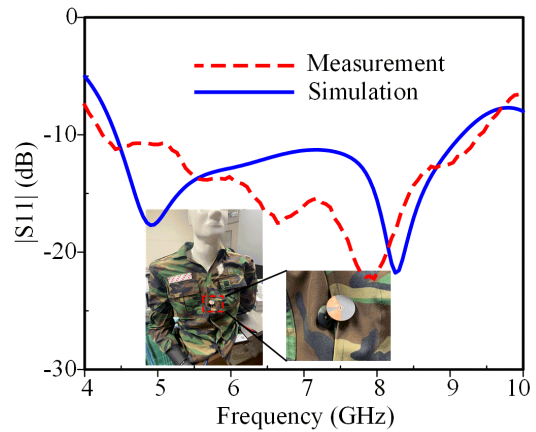 0
-10
-20
-30
|S11| (dB)
Measurement
Simulation
4 5 6 7 8 9 10
Frequency (GHz)